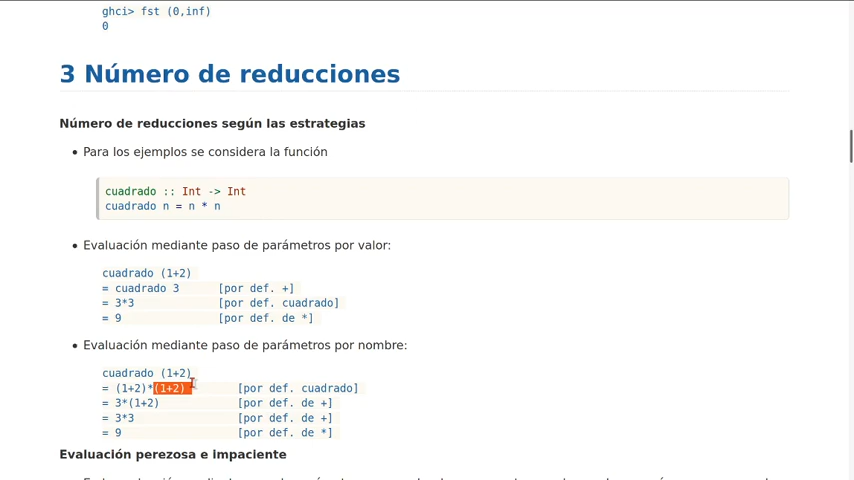 ghci> fst (0,inf)
0
3 Número de reducciones
Número de reducciones según las estrategias
• Para los ejemplos se considera la función
cuadrado :: Int -> Int
cuadrado n = n * n
• Evaluación mediante paso de parámetros por valor:
cuadrado (1+2)
= cuadrado 3 [por def. +]
= 3*3 [por def. cuadrado]
= 9 [por def. de *]
• Evaluación mediante paso de parámetros por nombre:
cuadrado (1+2)
= (1+2)*(1+2) [por def. cuadrado]
= 3*(1+2) [por def. de +]
= 3*3 [por def. de +]
= 9 [por def. de *]
Evaluación perezosa e impaciente